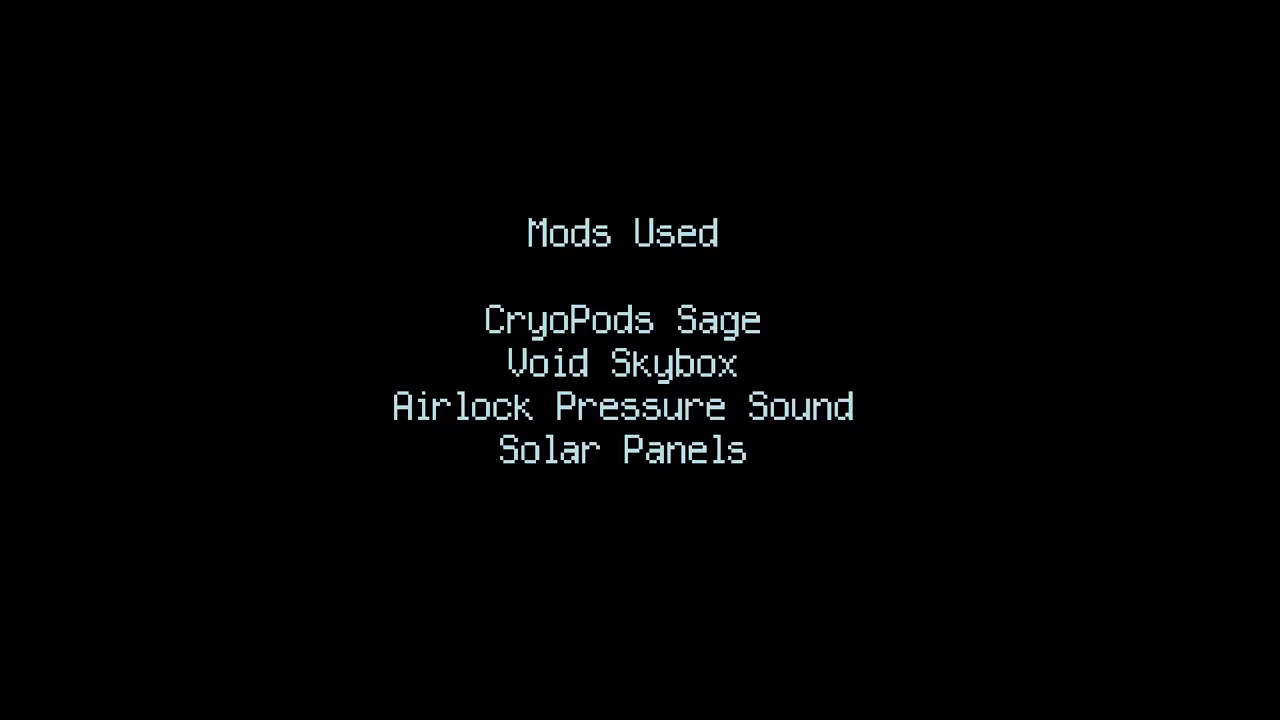 Mods Used
CryoPods Sage
Void Skybox
Airlock Pressure Sound
Solar Panels